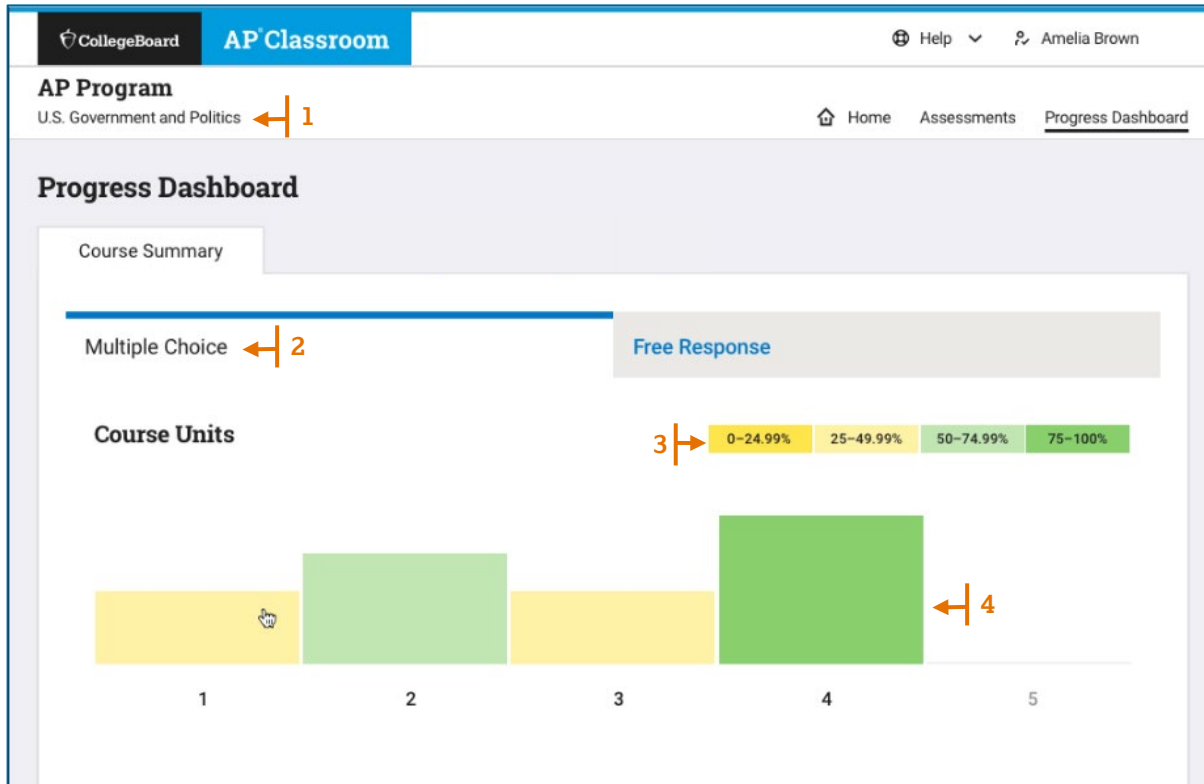 CollegeBoard AP Classroom Help Amelia Brown
AP Program
U.S. Government and Politics 1 Home Assessments Progress Dashboard
Progress Dashboard
Course Summary
Multiple Choice 2 Free Response
Course Units 3 0-24.99% 25-49.99% 50-74.99% 75-100%
4
1 2 3 4 5